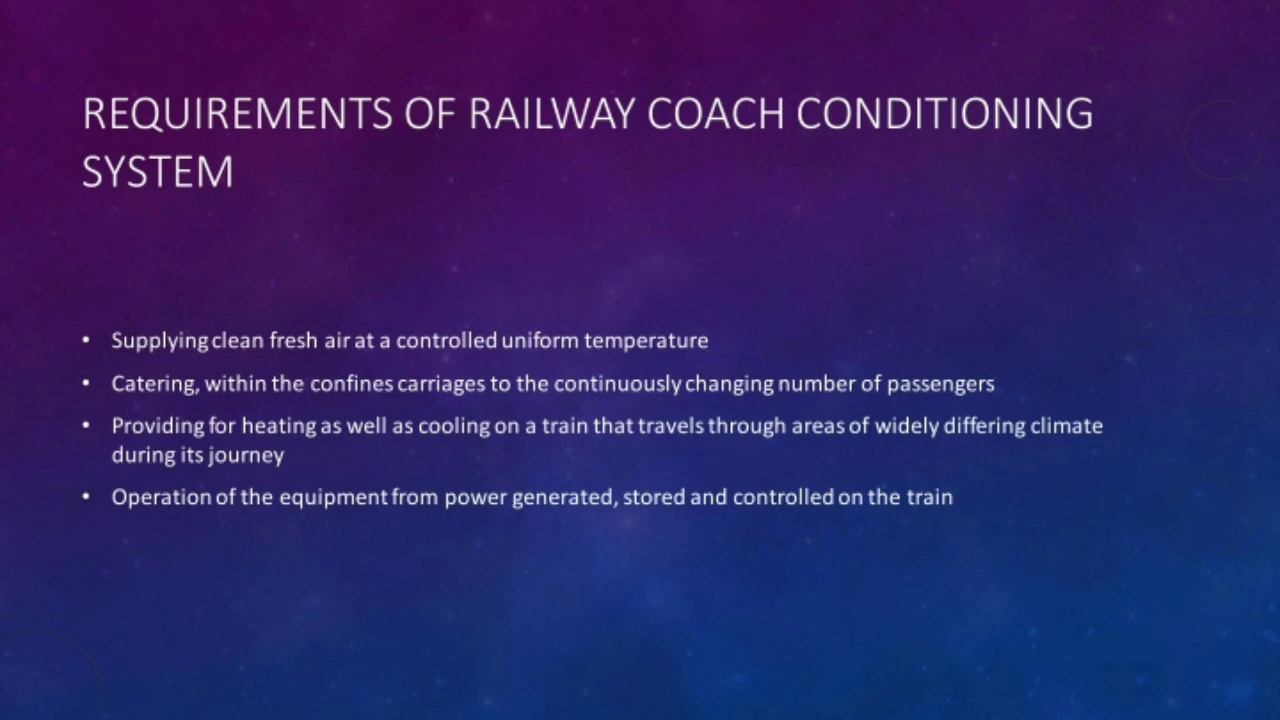 REQUIREMENTS OF RAILWAY COACH CONDITIONING
SYSTEM
• Supplying clean fresh air at a controlled uniform temperature
• Catering, within the confines carriages to the continuously changing number of passengers
• Providing for heating as well as cooling on a train that travels through areas of widely differing climate
during its journey
• Operation of the equipment from power generated, stored and controlled on the train